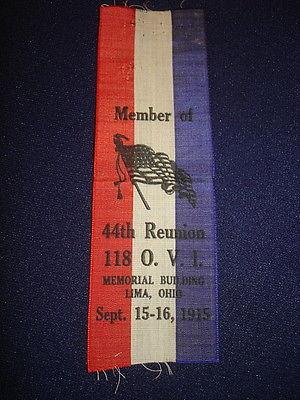 Member of
44th Reunion
118 O. V. I.
MEMORIAL BUILDING
LIMA, OHIO
Sept. 15-16, 1915